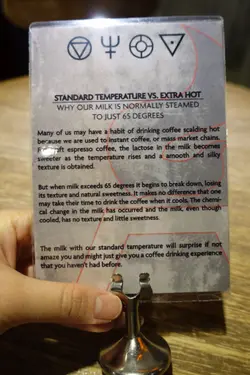 STANDARD TEMPERATURE VS. EXTRA HOT
WHY OUR MILK IS NORMALLY STEAMED
TO JUST 65 DEGREES
Many of us may have a habit of drinking coffee scalding hot
because we are used to instant coffee, or mass market chains.
If craft espresso coffee, the lactose in the milk becomes
sweeter as the temperature rises and a smooth and silky
texture is obtained.
But when milk exceeds 65 degrees it begins to break down, losing
its texture and natural sweetness. It makes no difference that one
may take their time to drink the coffee when it cools. The chemi-
cal change in the milk has occurred and the milk, even though
cooled, has no texture and little sweetness.
The milk with our standard temperature will surprise if not
amaze you and might just give you a coffee drinking experience
that you haven't had before.